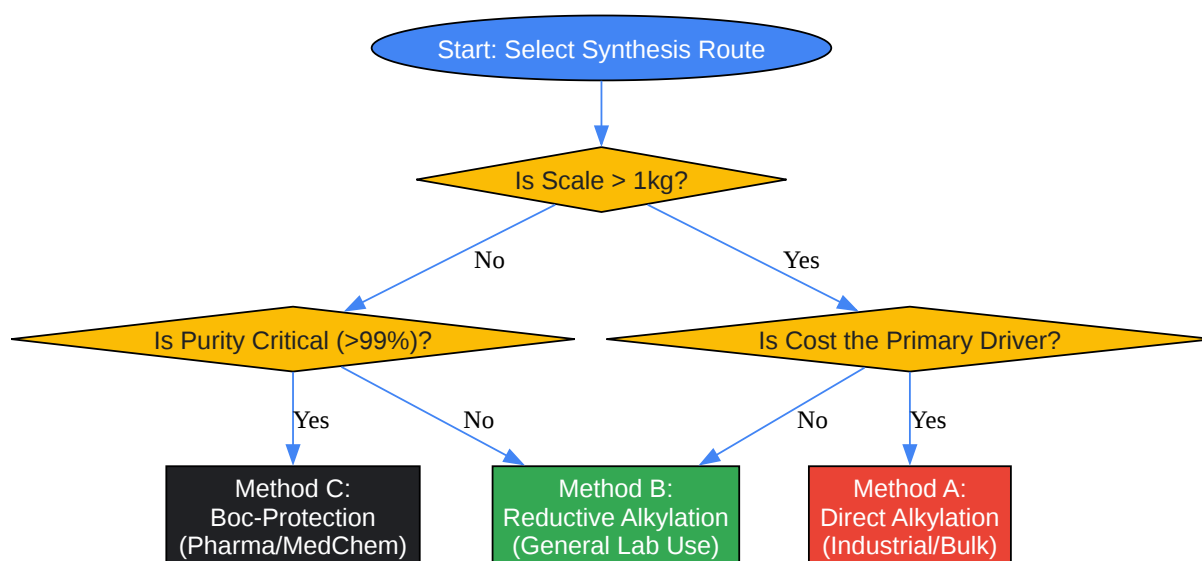 Start: Select Synthesis Route
Is Scale > 1kg?
No
Yes
Is Purity Critical (>99%)?
Is Cost the Primary Driver?
Yes
No
No
Yes
Method C:
Boc-Protection
(Pharma/MedChem)
Method B:
Reductive Alkylation
(General Lab Use)
Method A:
Direct Alkylation
(Industrial/Bulk)